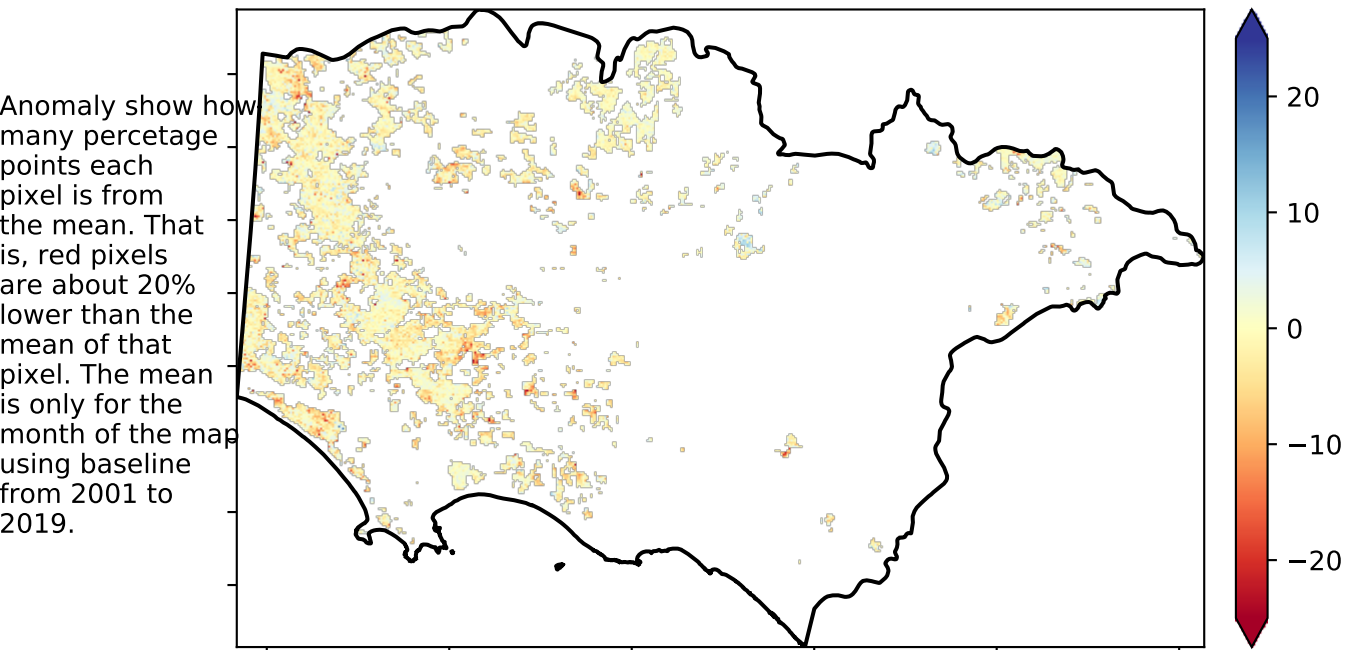 Anomaly show how
many percetage
points each
pixel is from
the mean. That
is, red pixels
are about 20%
lower than the
mean of that
pixel. The mean
is only for the
month of the map
using baseline
from 2001 to
2019.
20
10
0
−10
−20